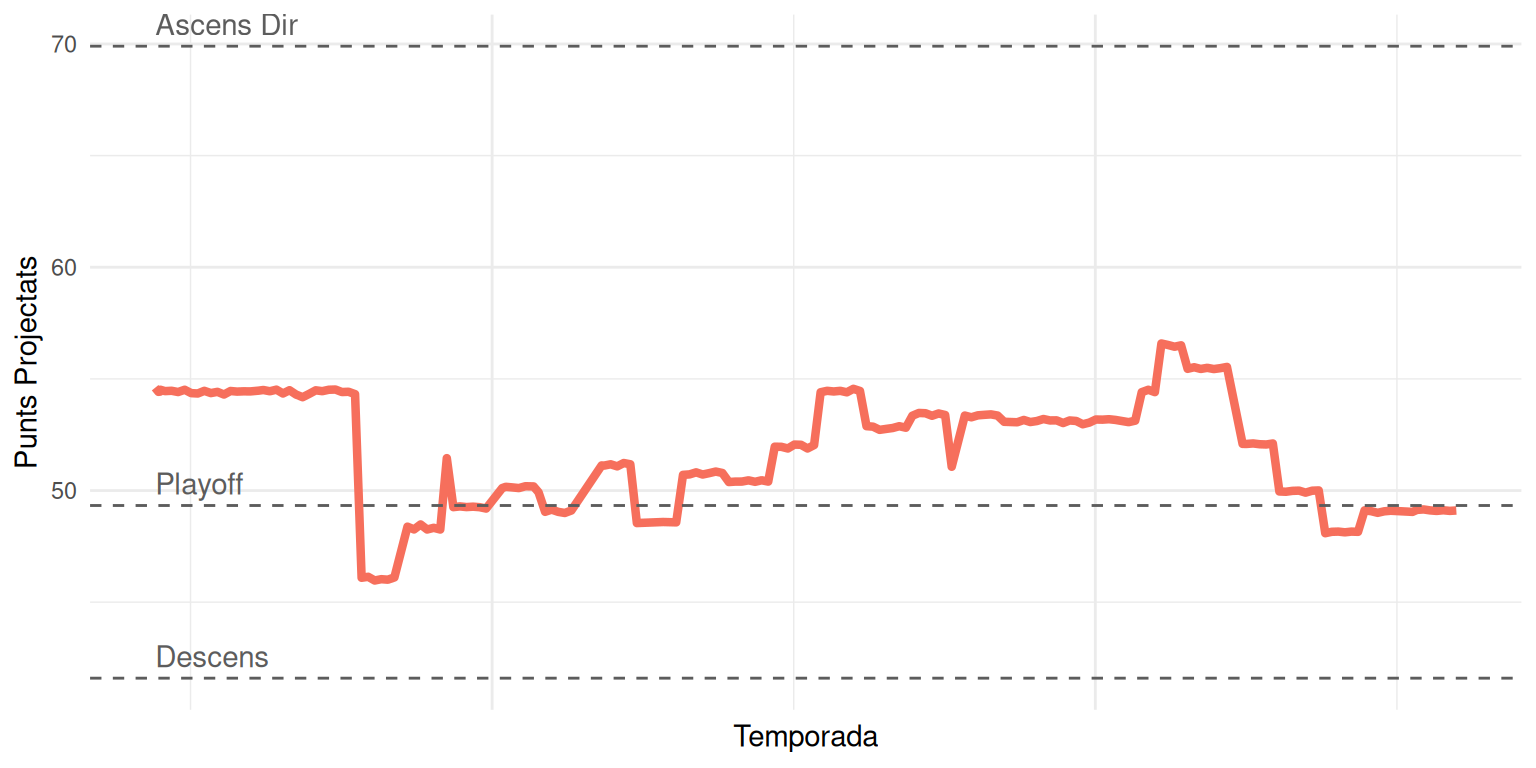 Ascens Dir
70
60
Punts Projectats
Playoff
50
Descens
Temporada